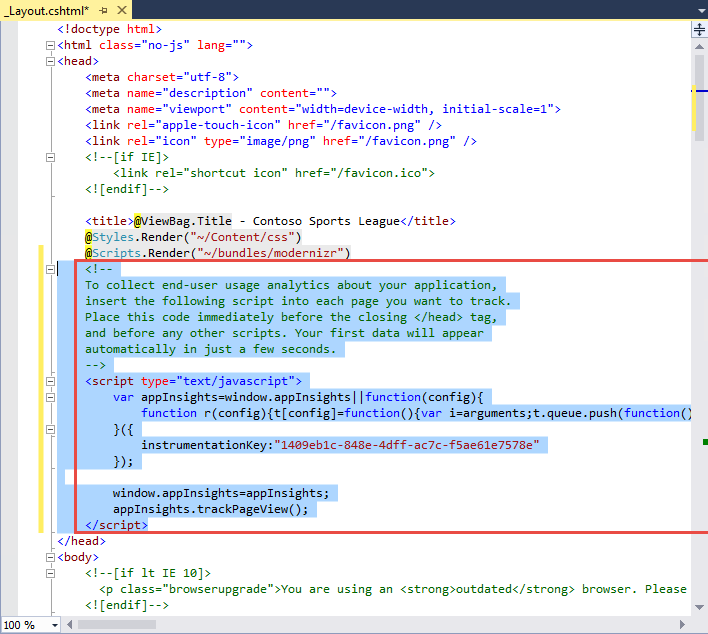 _Layout.cshtml*
<!doctype html>
<html class="no-js" lang="">
<head>
    <meta charset="utf-8">
    <meta name="description" content="">
    <meta name="viewport" content="width=device-width, initial-scale=1">
    <link rel="apple-touch-icon" href="/favicon.png" />
    <link rel="icon" type="image/png" href="/favicon.png" />
    <!--[if IE]>
        <link rel="shortcut icon" href="/favicon.ico">
    <![endif]-->
    <title>@ViewBag.Title - Contoso Sports League</title>
    @Styles.Render("~/Content/css")
    @Scripts.Render("~/bundles/modernizr")
    <!--
    To collect end-user usage analytics about your application,
    insert the following script into each page you want to track.
    Place this code immediately before the closing </head> tag,
    and before any other scripts. Your first data will appear
    automatically in just a few seconds.
    -->
    <script type="text/javascript">
        var appInsights=window.appInsights||function(config){
            function r(config){t[config]=function(){var i=arguments;t.queue.push(function()
        }({
            instrumentationKey:"1409eb1c-848e-4dff-ac7c-f5ae61e7578e"
        });
        window.appInsights=appInsights;
        appInsights.trackPageView();
    </script>
</head>
<body>
    <!--[if lt IE 10]>
      <p class="browserupgrade">You are using an <strong>outdated</strong> browser. Please
    <![endif]-->
100 %